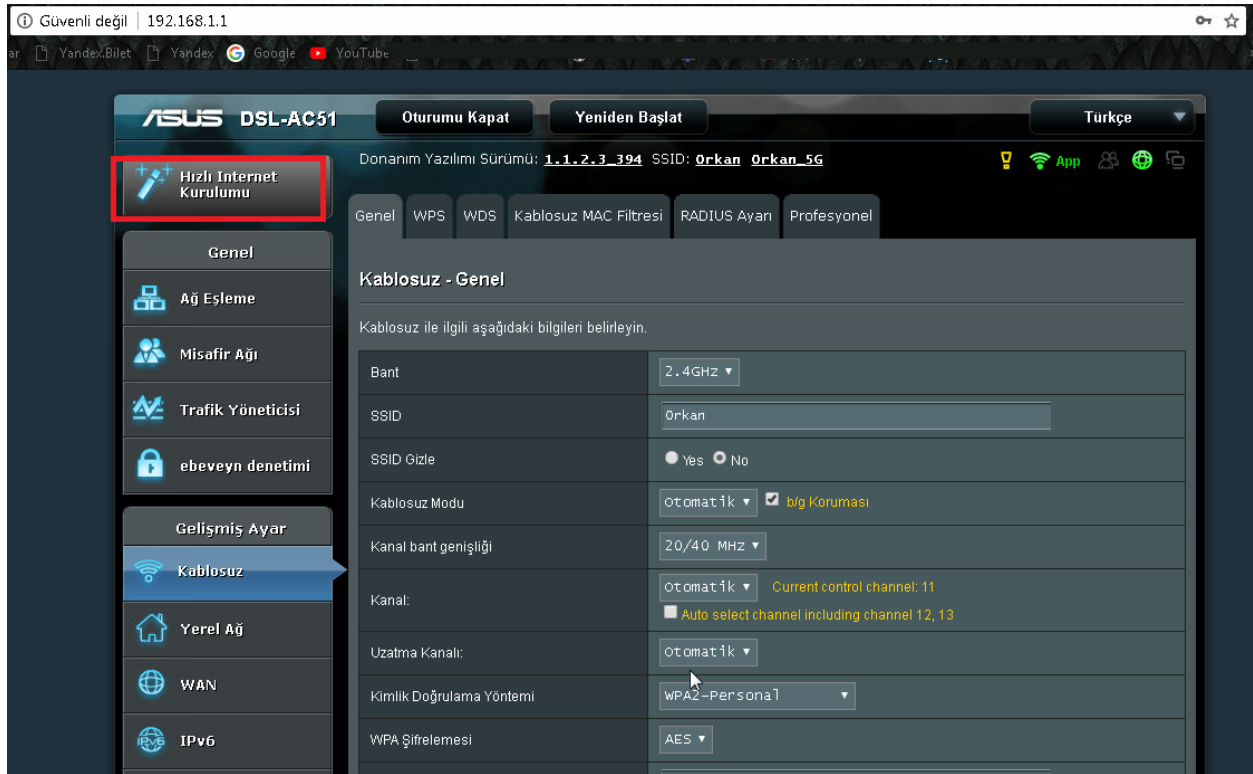 Güvenli değil | 192.168.1.1
ar Yandex.Bilet Yandex Google YouTube
ASUS DSL-AC51 Oturumu Kapat Yeniden Başlat Türkçe
Hızlı Internet
Kurulumu
Donanım Yazılımı Sürümü: 1.1.2.3_394 SSID: Orkan Orkan_5G
App
Genel WPS WDS Kablosuz MAC Filtresi RADIUS Ayarı Profesyonel
Genel
Ağ Eşleme
Misafir Ağı
Trafik Yöneticisi
ebeveyn denetimi
Gelişmiş Ayar
Kablosuz
Yerel Ağ
WAN
IPv6
Kablosuz - Genel
Kablosuz ile ilgili aşağıdaki bilgileri belirleyin.
Bant 2.4GHz
SSID Orkan
SSID Gizle Yes No
Kablosuz Modu Otomatik b/g Koruması
Kanal bant genişliği 20/40 MHz
Kanal: Otomatik Current control channel: 11
Auto select channel including channel 12, 13
Uzatma Kanalı: Otomatik
Kimlik Doğrulama Yöntemi WPA2-Personal
WPA Şifrelemesi AES